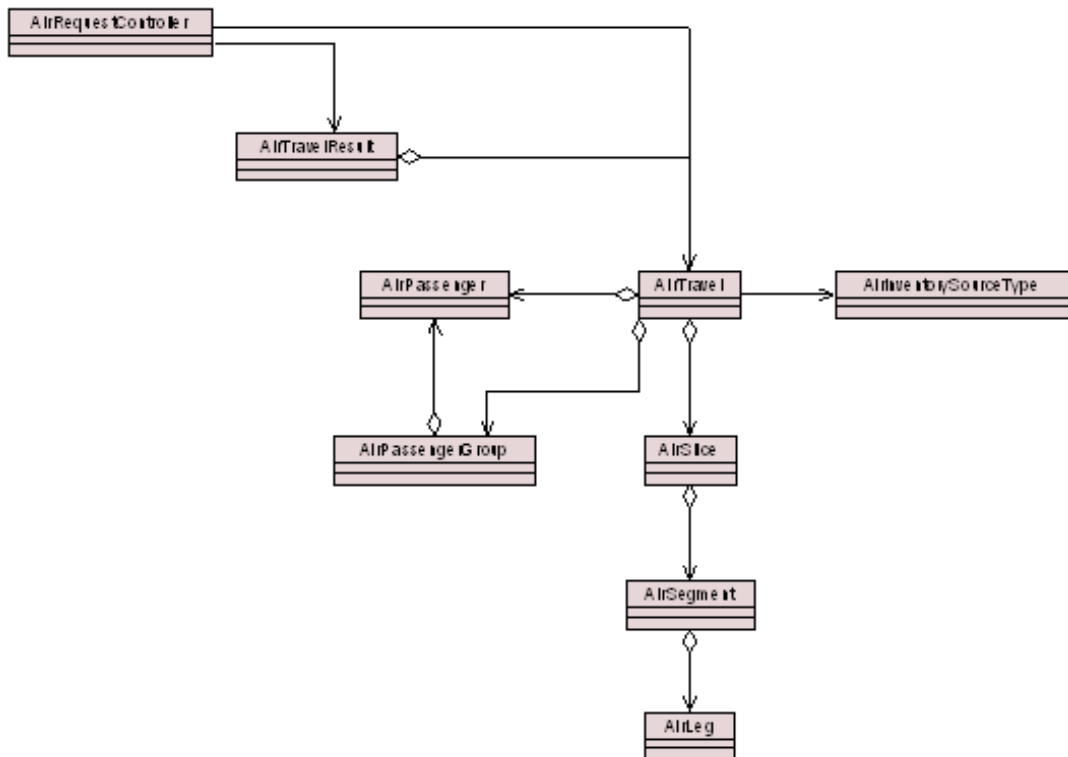 AirRequestController
AirTravelResult
AirPassenger
AirTravel
AirInventorySourceType
AirPassengerGroup
AirSlice
AirSegment
AirLeg